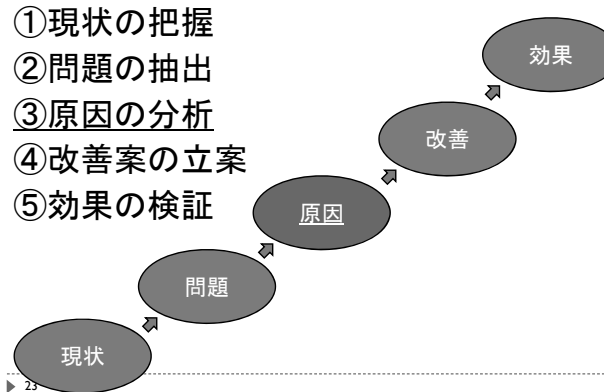 ①現状の把握
②問題の抽出
③原因の分析
④改善案の立案
⑤効果の検証
効果
改善
原因
問題
現状
23